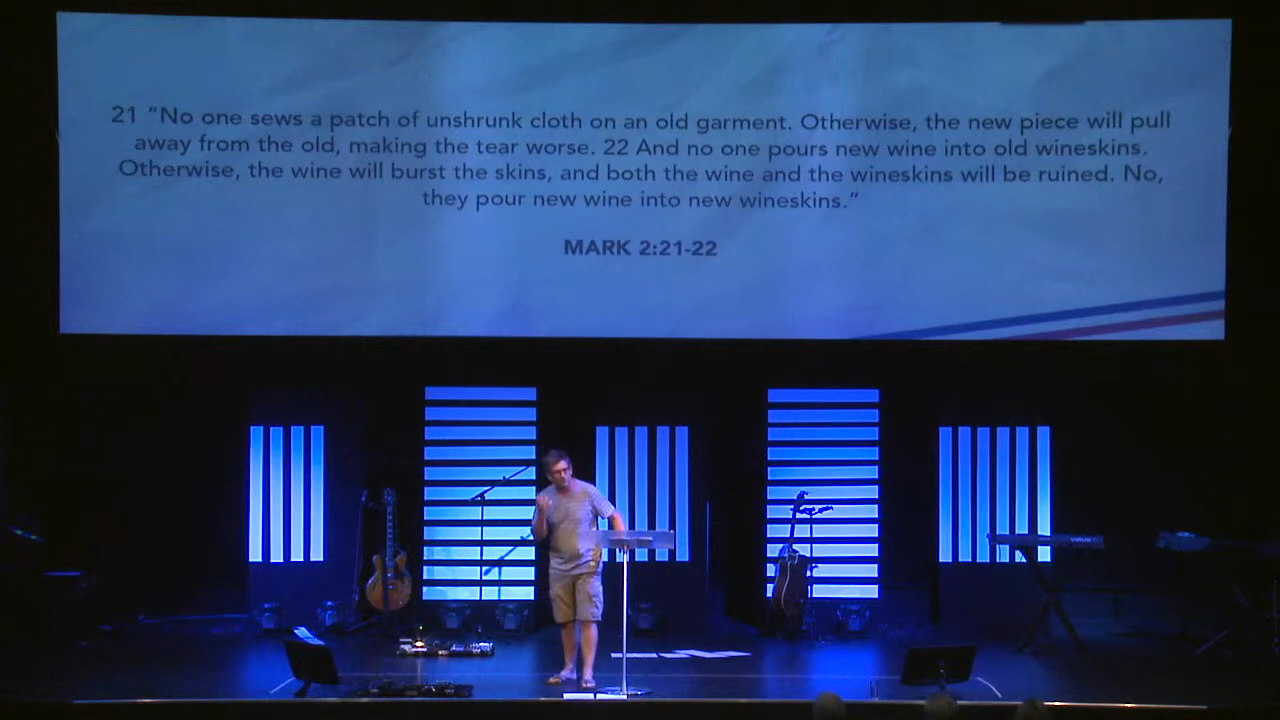 21 “No one sews a patch of unshrunk cloth on an old garment. Otherwise, the new piece will pull
away from the old, making the tear worse. 22 And no one pours new wine into old wineskins.
Otherwise, the wine will burst the skins, and both the wine and the wineskins will be ruined. No,
they pour new wine into new wineskins.”
MARK 2:21-22